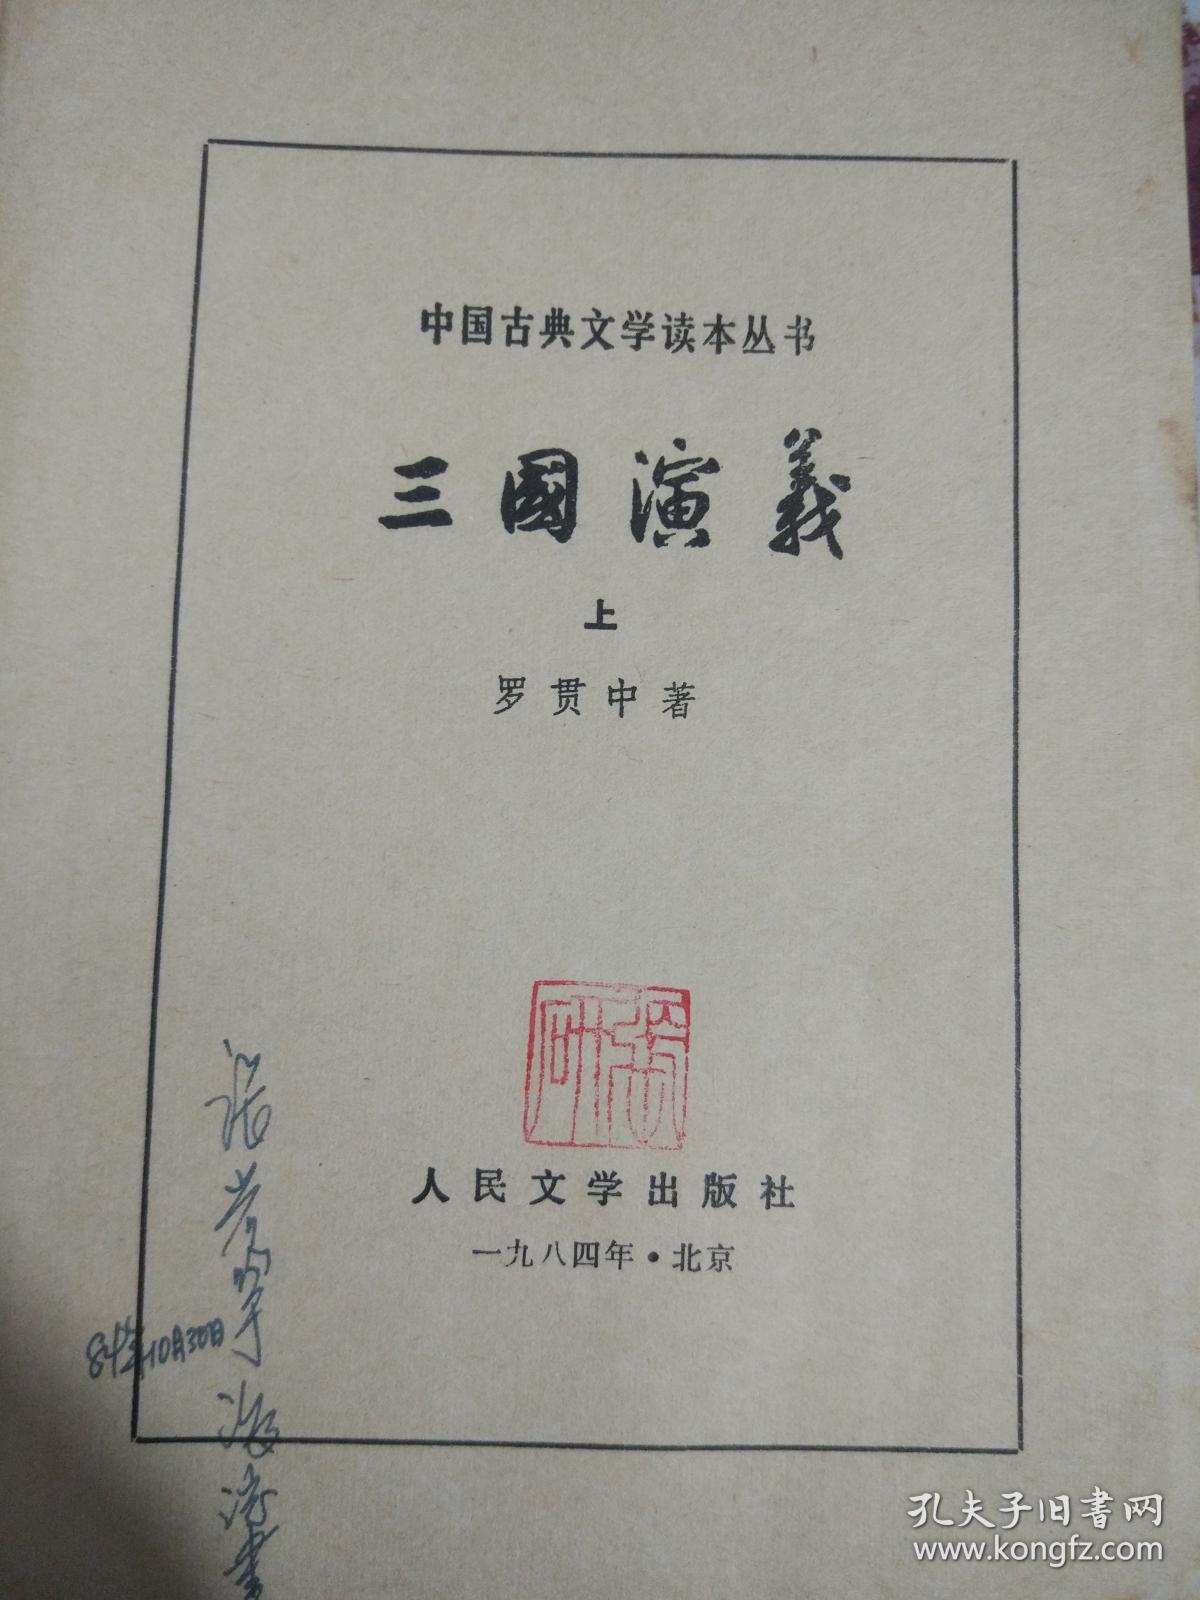 中国古典文学读本丛书
三國演義
上
罗贯中著
人民文学出版社
一九八四年·北京
84年10月30日
孔夫子旧书网
www.kongfz.com